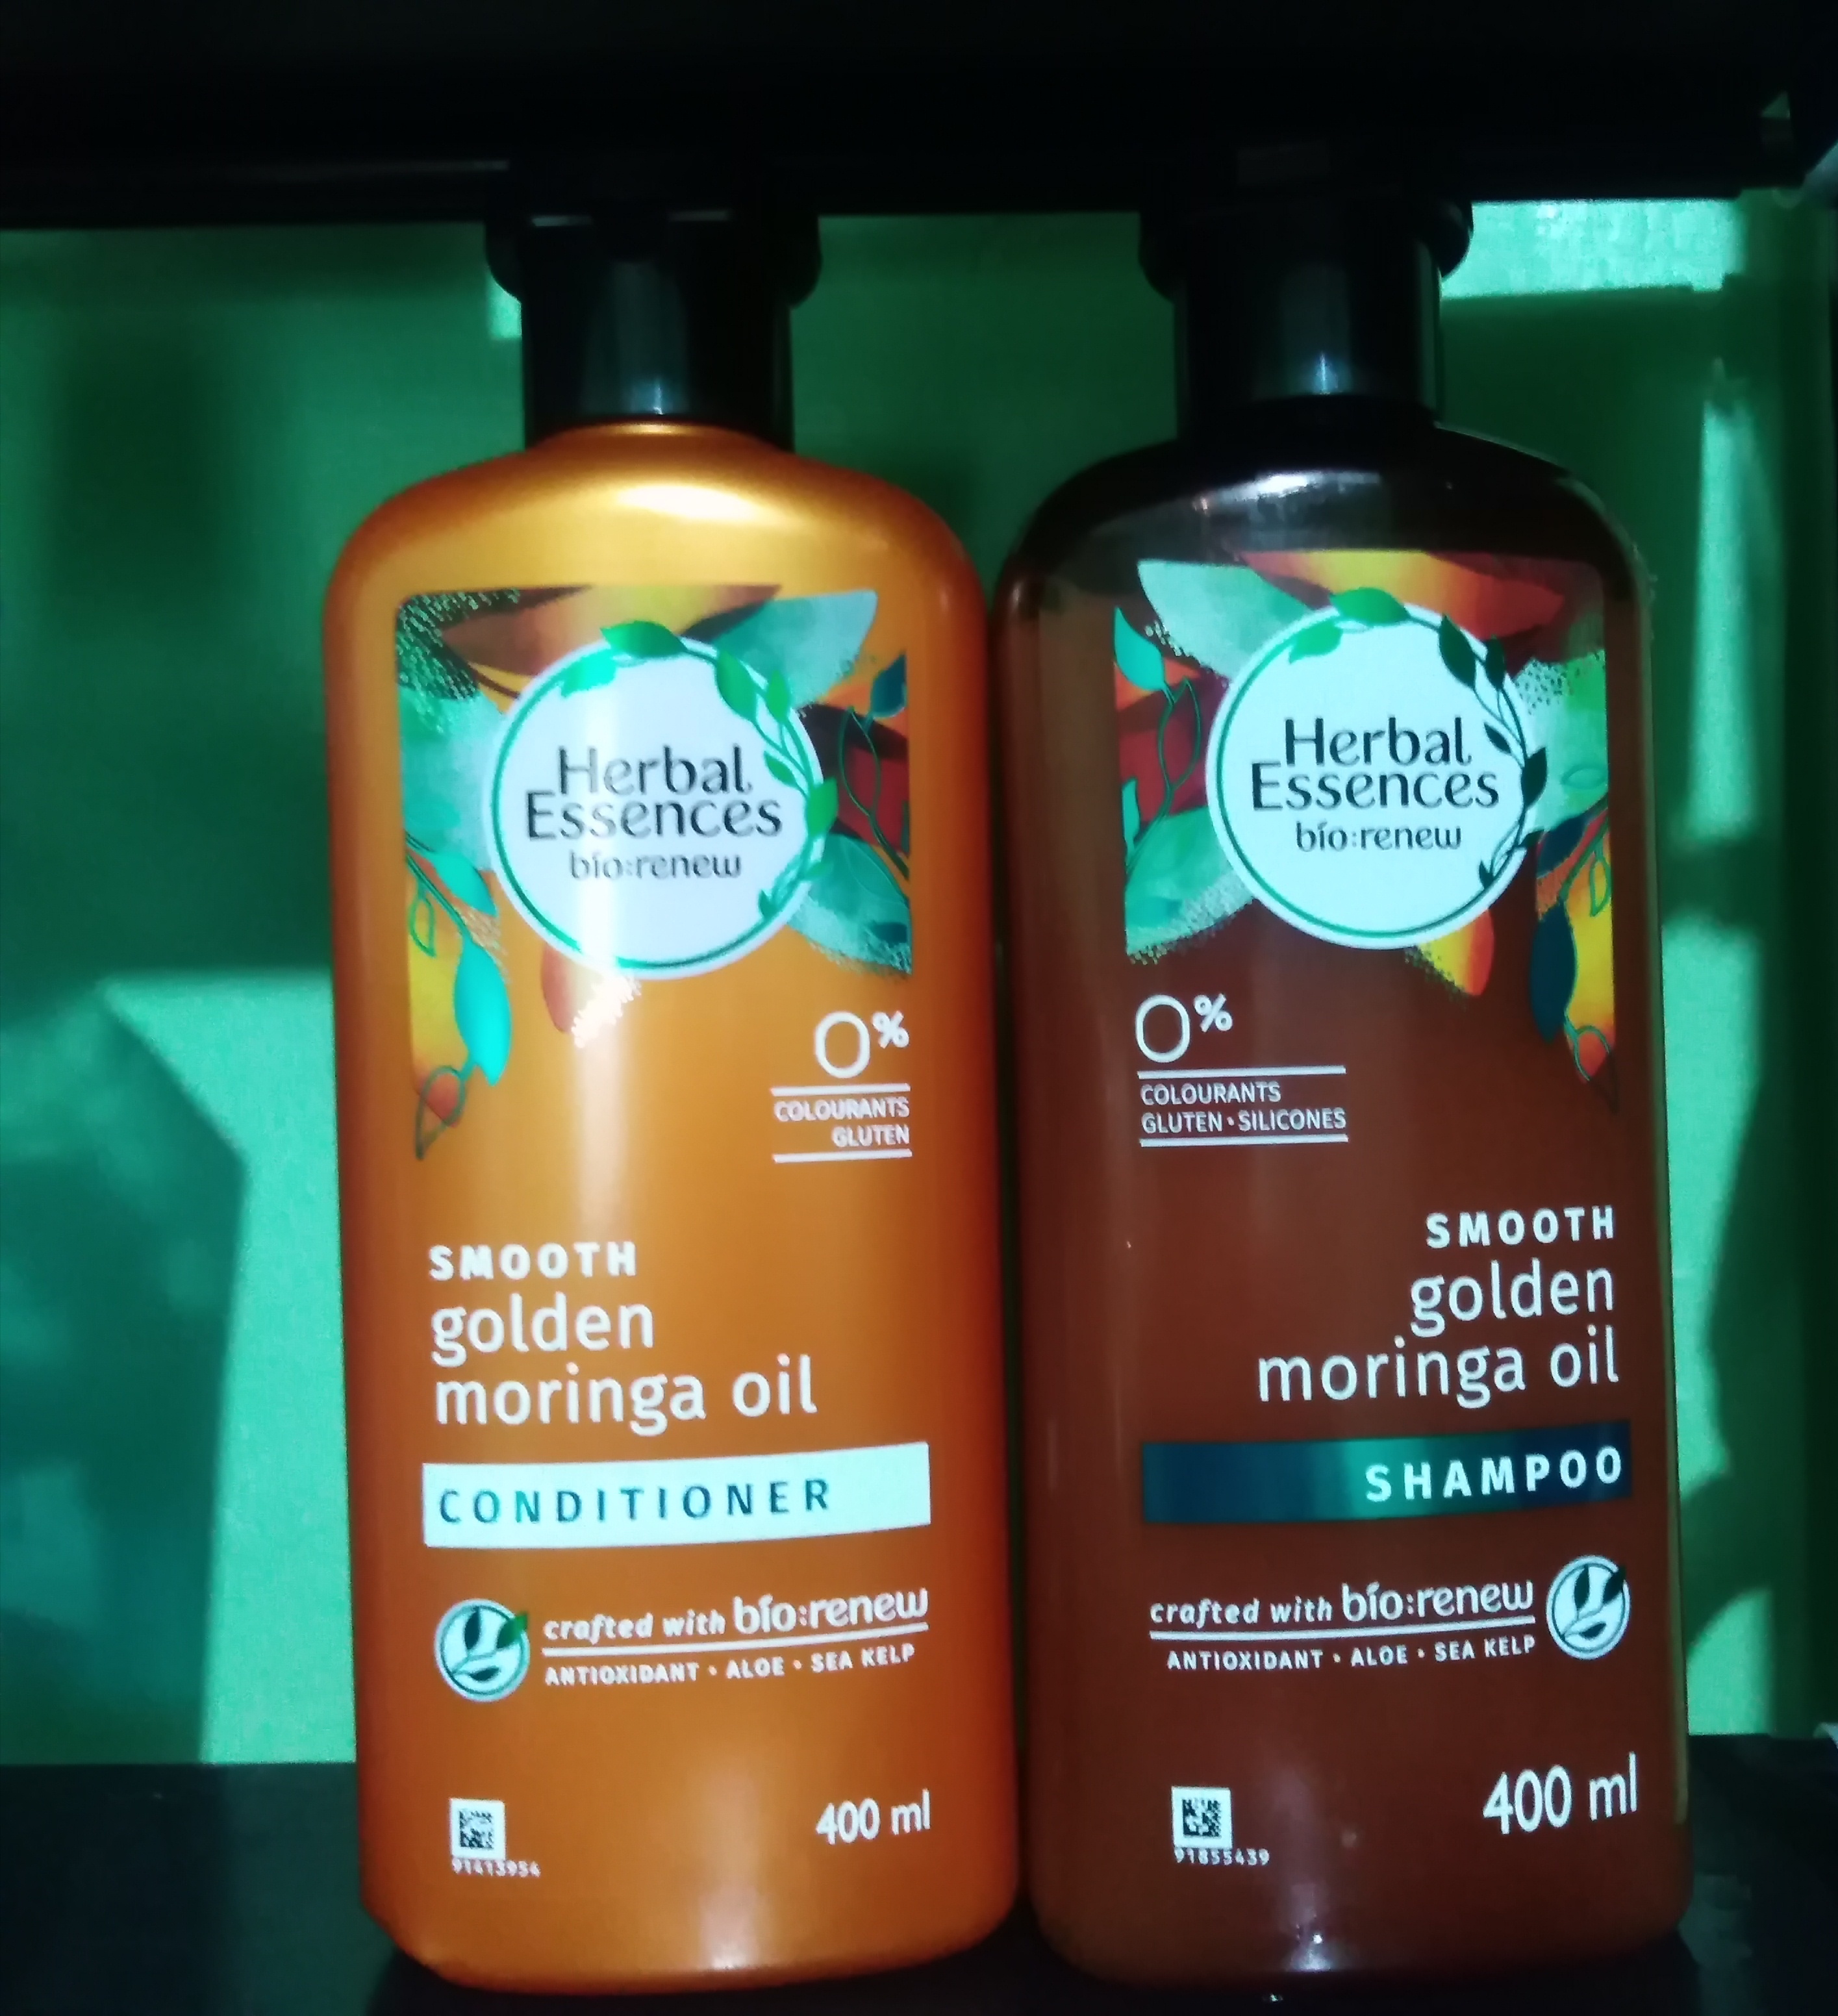 Herbal
Essences
bío:renew
0%
COLOURANTS
GLUTEN
SMOOTH
golden
moringa oil
CONDITIONER
crafted with bío:renew
ANTIOXIDANT • ALOE • SEA KELP
400 ml
91413954
Herbal
Essences
bío:renew
0%
COLOURANTS
GLUTEN • SILICONES
SMOOTH
golden
moringa oil
SHAMPOO
crafted with bío:renew
ANTIOXIDANT • ALOE • SEA KELP
400 ml
91855439